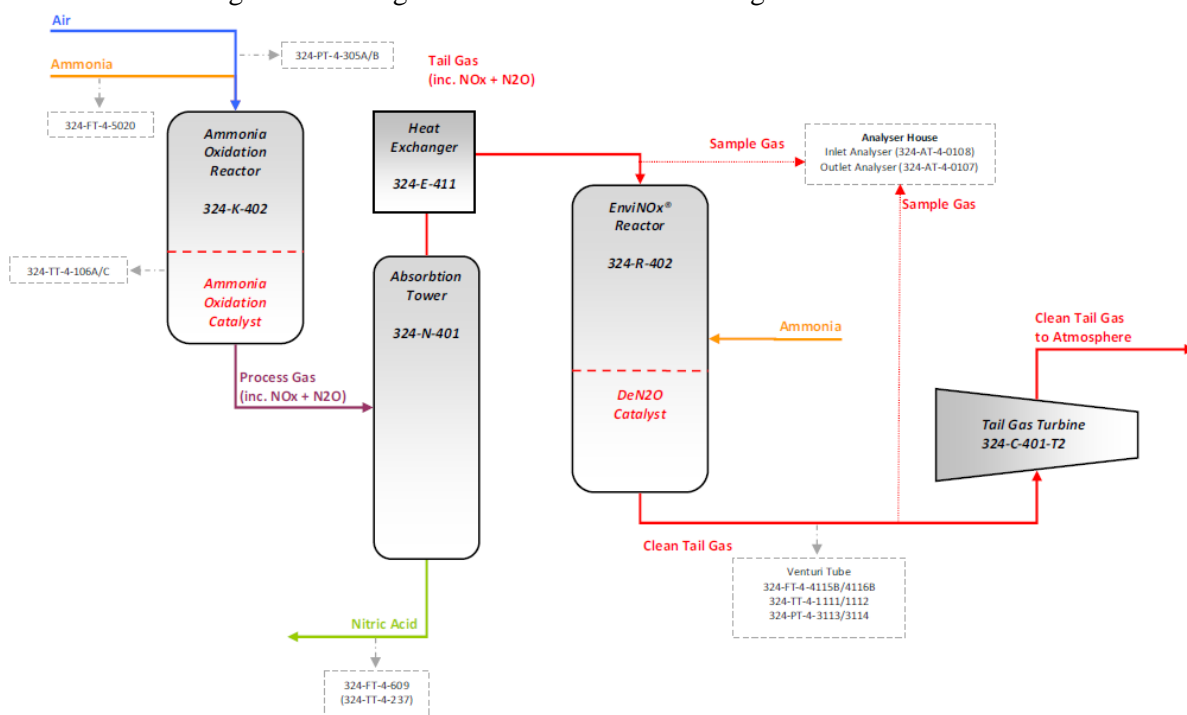 Air
324-PT-4-305A/B
Ammonia
324-FT-4-5020
Tail Gas
(inc. NOx + N2O)
Ammonia
Oxidation
Reactor
324-K-402
Ammonia
Oxidation
Catalyst
324-TT-4-106A/C
Heat
Exchanger
324-E-411
Sample Gas
Analyser House
Inlet Analyser (324-AT-4-0108)
Outlet Analyser (324-AT-4-0107)
Sample Gas
EnviNOx®
Reactor
324-R-402
Ammonia
DeN2O
Catalyst
Absorbtion
Tower
324-N-401
Process Gas
(inc. NOx + N2O)
Clean Tail Gas
to Atmosphere
Tail Gas Turbine
324-C-401-T2
Clean Tail Gas
Venturi Tube
324-FT-4-4115B/4116B
324-TT-4-1111/1112
324-PT-4-3113/3114
Nitric Acid
324-FT-4-609
(324-TT-4-237)